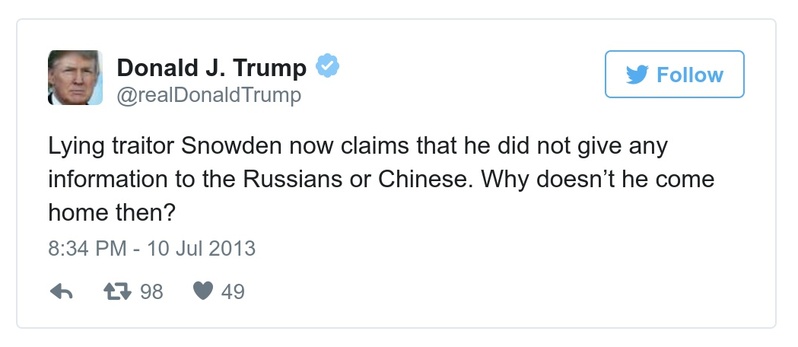 Donald J. Trump
@realDonaldTrump
Follow
Lying traitor Snowden now claims that he did not give any
information to the Russians or Chinese. Why doesn’t he come
home then?
8:34 PM - 10 Jul 2013
98 49